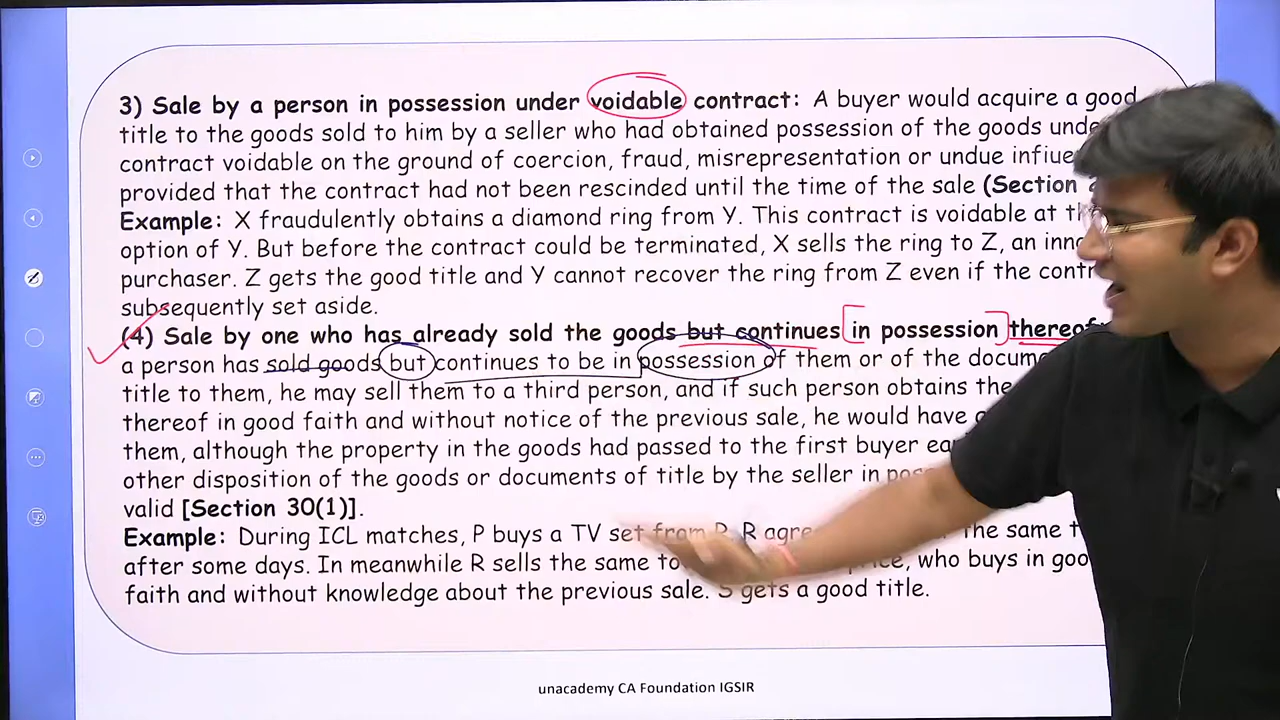 3) Sale by a person in possession under voidable contract: A buyer would acquire a good
title to the goods sold to him by a seller who had obtained possession of the goods unde
contract voidable on the ground of coercion, fraud, misrepresentation or undue infiue
provided that the contract had not been rescinded until the time of the sale (Section
Example: X fraudulently obtains a diamond ring from Y. This contract is voidable at th
option of Y. But before the contract could be terminated, X sells the ring to Z, an inno
purchaser. Z gets the good title and Y cannot recover the ring from Z even if the contr
subsequently set aside.
(4) Sale by one who has already sold the goods but continues in possession thereof:
a person has sold goods but continues to be in possession of them or of the docume
title to them, he may sell them to a third person, and if such person obtains the
thereof in good faith and without notice of the previous sale, he would have
them, although the property in the goods had passed to the first buyer ea
other disposition of the goods or documents of title by the seller in pos
valid [Section 30(1)].
Example: During ICL matches, P buys a TV set from R. R agre the same t
after some days. In meanwhile R sells the same to price, who buys in goo
faith and without knowledge about the previous sale. S gets a good title.
unacademy CA Foundation IGSIR